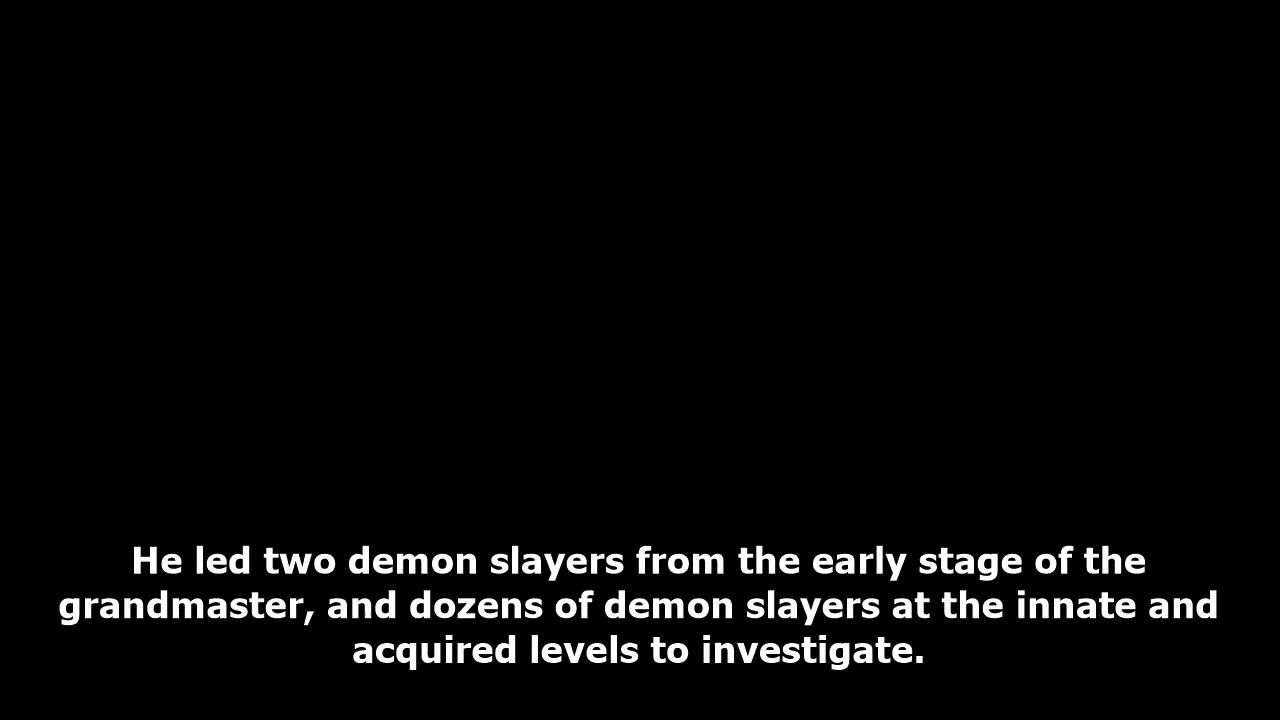 He led two demon slayers from the early stage of the
grandmaster, and dozens of demon slayers at the innate and
acquired levels to investigate.